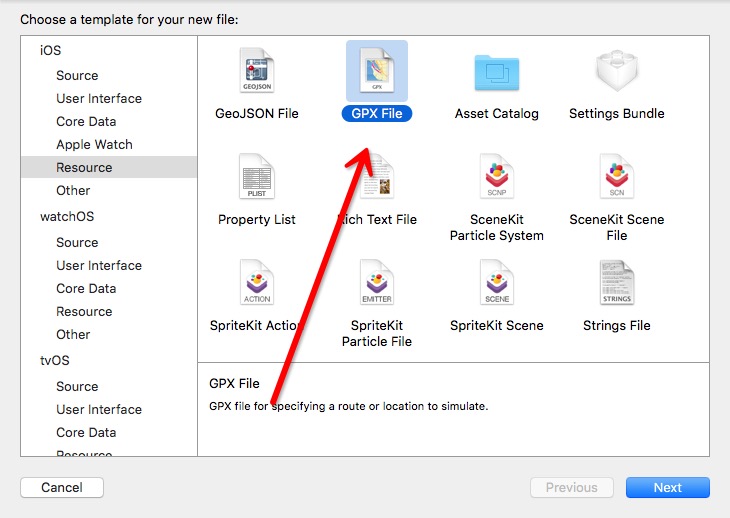 Choose a template for your new file:
iOS
Source
User Interface
Core Data
Apple Watch
Resource
Other
watchOS
Source
User Interface
Core Data
Resource
Other
tvOS
Source
User Interface
Core Data
Resource
GEOJSON
GPX
GeoJSON File
GPX File
Asset Catalog
Settings Bundle
PLIST
SCNP
SCN
Property List
Rich Text File
SceneKit
Particle System
SceneKit Scene
File
ACTION
EMITTER
SCENE
STRINGS
SpriteKit Action
SpriteKit
Particle File
SpriteKit Scene
Strings File
GPX File
GPX file for specifying a route or location to simulate.
Cancel
Previous
Next